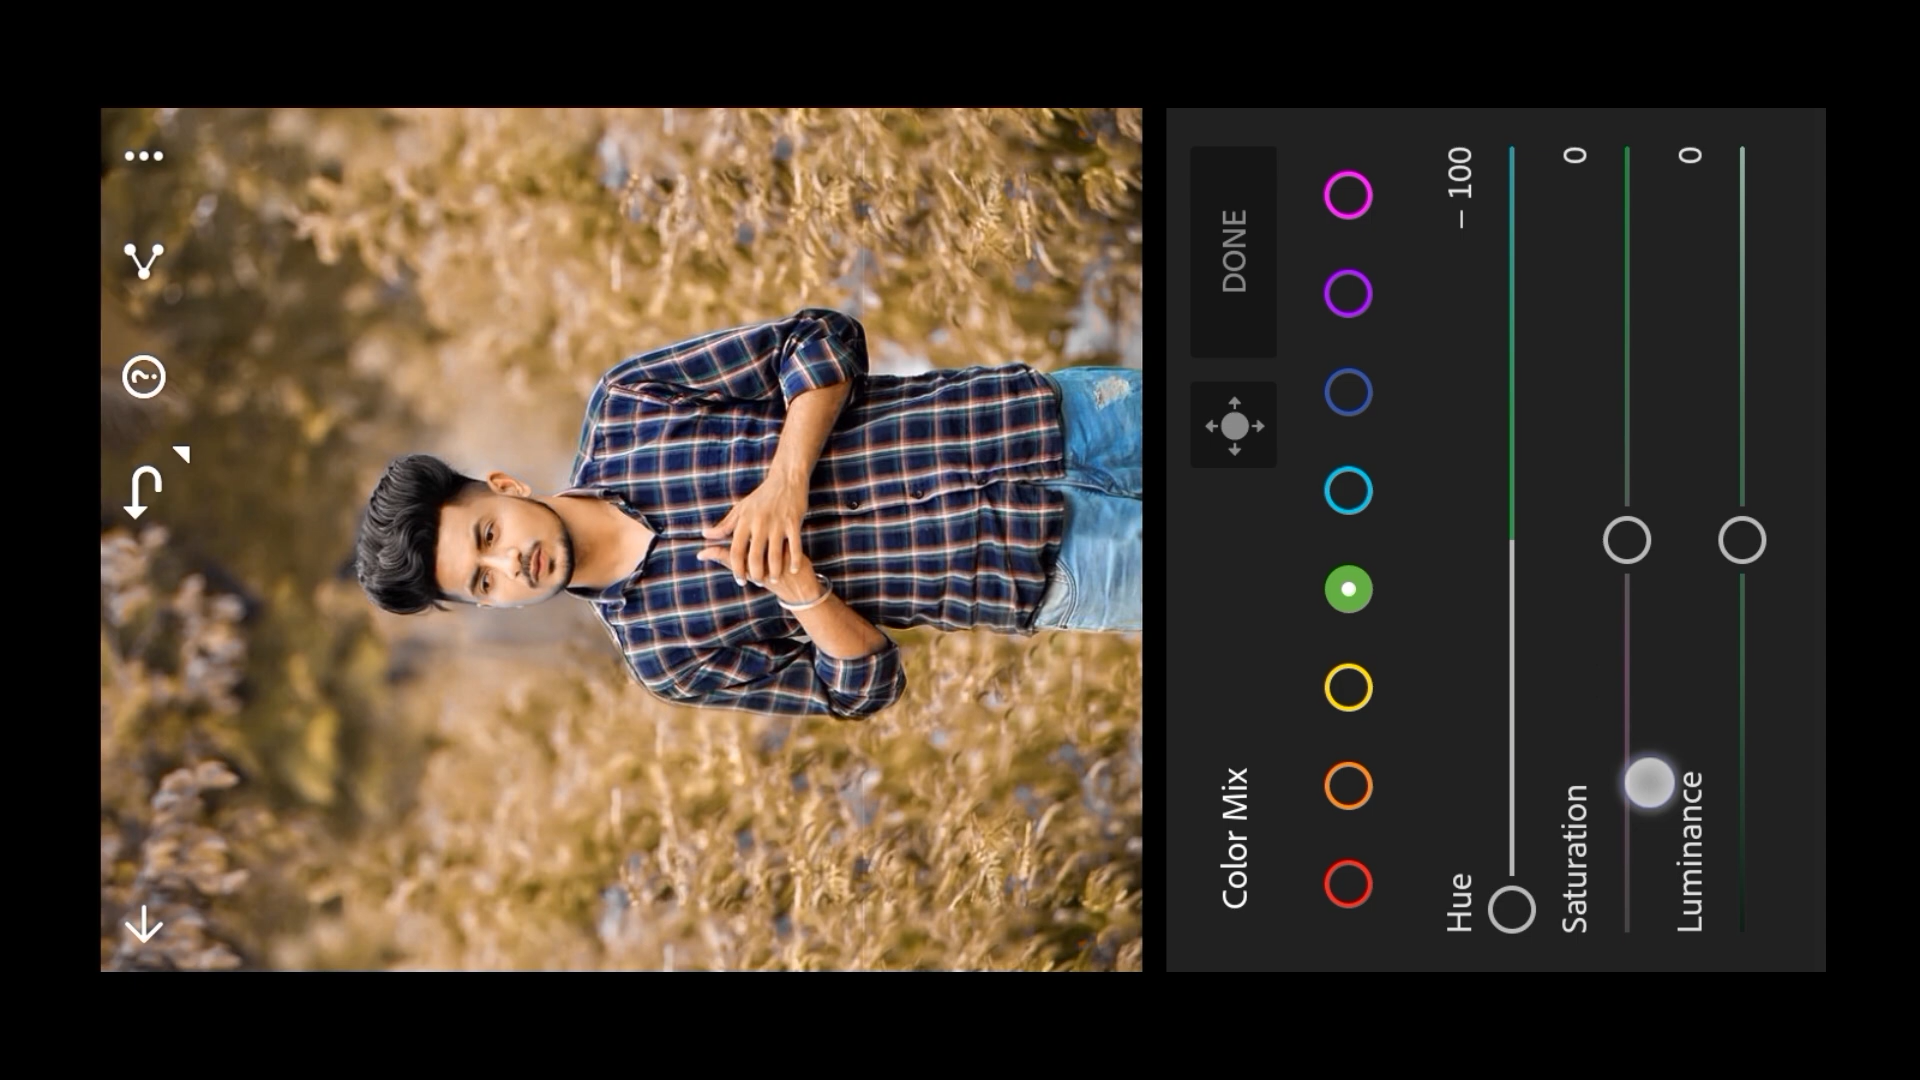 Color Mix
DONE
Hue
– 100
Saturation
0
Luminance
0